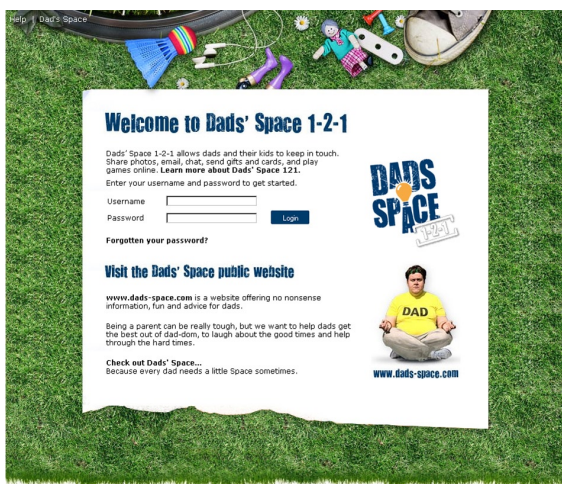 Help | Dad's Space
Welcome to Dads' Space 1-2-1
Dads' Space 1-2-1 allows dads and their kids to keep in touch.
Share photos, email, chat, send gifts and cards, and play
games online. Learn more about Dads' Space 121.
Enter your username and password to get started.
Username
Password
Login
Forgotten your password?
DADS
SPACE
1-2-1
Visit the Dads' Space public website
www.dads-space.com is a website offering no nonsense
information, fun and advice for dads.
Being a parent can be really tough, but we want to help dads get
the best out of dad-dom, to laugh about the good times and help
through the hard times.
Check out Dads' Space...
Because every dad needs a little Space sometimes.
DAD
www.dads-space.com